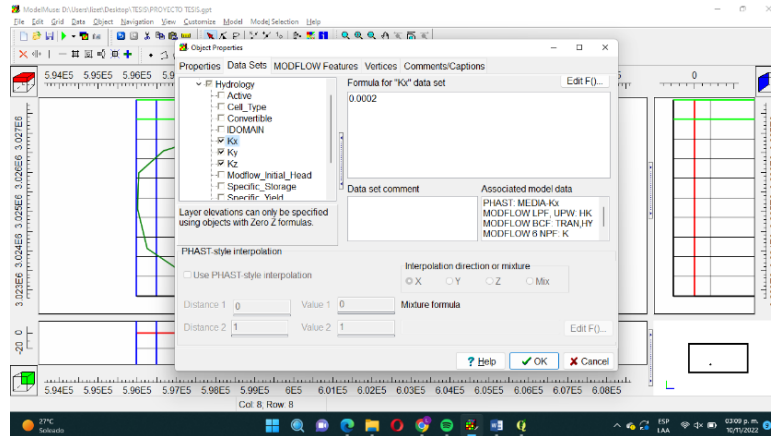 ModelMuse: D:\Users\lizet\Desktop\TESIS\PROYECTO TESIS.gpt
File Edit Grid Data Object Navigation View Customize Model Model Selection Help
Object Properties
Properties Data Sets MODFLOW Features Vertices Comments/Captions
Hydrology
Active
Cell_Type
Convertible
IDOMAIN
Kx
Ky
Kz
Modflow_Initial_Head
Specific_Storage
Specific_Yield
Layer elevations can only be specified
using objects with Zero Z formulas.
Formula for "Kx" data set
Edit F()...
0.0002
Data set comment
Associated model data
PHAST: MEDIA-Kx
MODFLOW LPF, UPW: HK
MODFLOW BCF: TRAN,HY
MODFLOW 6 NPF: K
PHAST-style interpolation
Use PHAST-style interpolation
Interpolation direction or mixture
X Y Z Mix
Distance 1 0 Value 1 0 Mixture formula
Distance 2 1 Value 2 1 Edit F()...
? Help OK Cancel
5.94E5 5.95E5 5.96E5
0
3.027E6
3.026E6
3.025E6
3.024E6
3.023E6
0
-20
5.94E5 5.95E5 5.96E5 5.97E5 5.98E5 5.99E5 6E5 6.01E5 6.02E5 6.03E5 6.04E5 6.05E5 6.06E5 6.07E5 6.08E5
Col: 8; Row: 8
27°C
Soleado
ESP
LAA
03:09 p. m.
10/11/2022